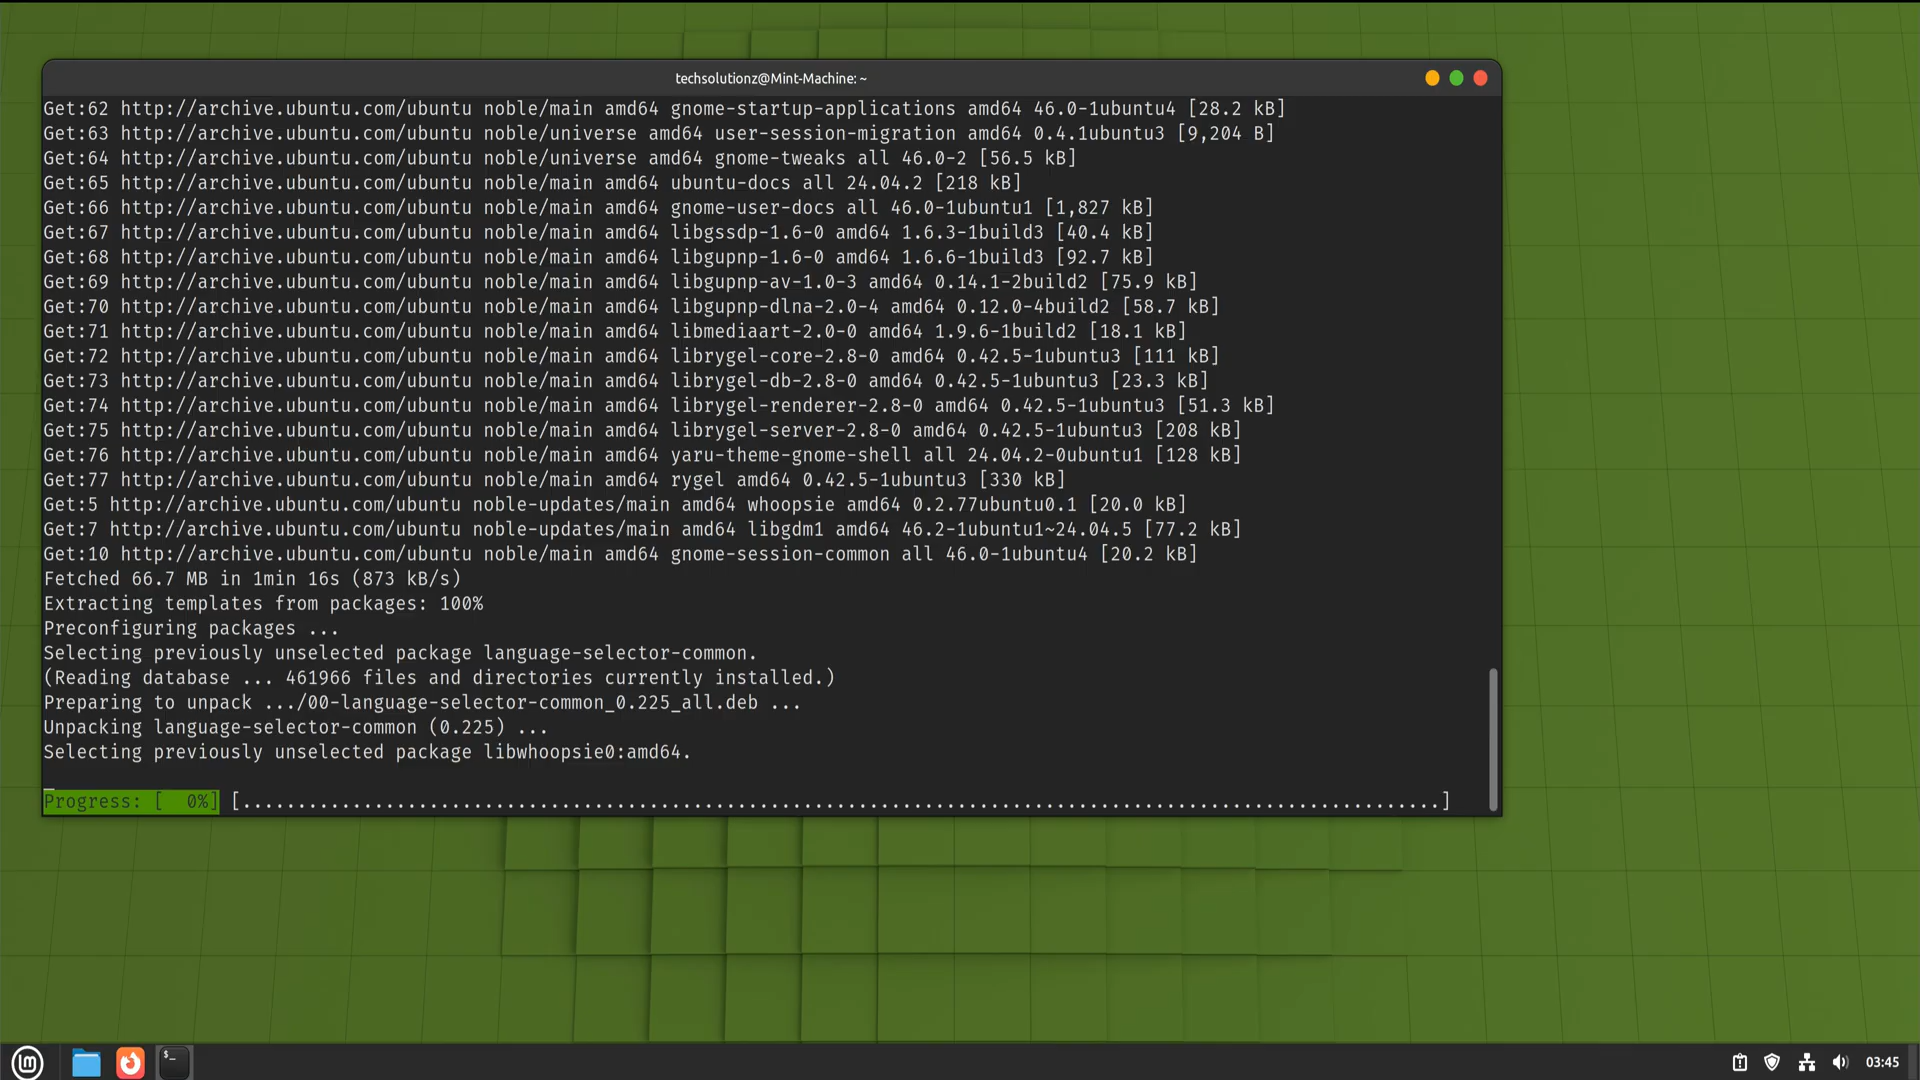 techsolutionz@Mint-Machine: ~
Get:62 http://archive.ubuntu.com/ubuntu noble/main amd64 gnome-startup-applications amd64 46.0-1ubuntu4 [28.2 kB]
Get:63 http://archive.ubuntu.com/ubuntu noble/universe amd64 user-session-migration amd64 0.4.1ubuntu3 [9,204 B]
Get:64 http://archive.ubuntu.com/ubuntu noble/universe amd64 gnome-tweaks all 46.0-2 [56.5 kB]
Get:65 http://archive.ubuntu.com/ubuntu noble/main amd64 ubuntu-docs all 24.04.2 [218 kB]
Get:66 http://archive.ubuntu.com/ubuntu noble/main amd64 gnome-user-docs all 46.0-1ubuntu1 [1,827 kB]
Get:67 http://archive.ubuntu.com/ubuntu noble/main amd64 libgssdp-1.6-0 amd64 1.6.3-1build3 [40.4 kB]
Get:68 http://archive.ubuntu.com/ubuntu noble/main amd64 libgupnp-1.6-0 amd64 1.6.6-1build3 [92.7 kB]
Get:69 http://archive.ubuntu.com/ubuntu noble/main amd64 libgupnp-av-1.0-3 amd64 0.14.1-2build2 [75.9 kB]
Get:70 http://archive.ubuntu.com/ubuntu noble/main amd64 libgupnp-dlna-2.0-4 amd64 0.12.0-4build2 [58.7 kB]
Get:71 http://archive.ubuntu.com/ubuntu noble/main amd64 libmediaart-2.0-0 amd64 1.9.6-1build2 [18.1 kB]
Get:72 http://archive.ubuntu.com/ubuntu noble/main amd64 librygel-core-2.8-0 amd64 0.42.5-1ubuntu3 [111 kB]
Get:73 http://archive.ubuntu.com/ubuntu noble/main amd64 librygel-db-2.8-0 amd64 0.42.5-1ubuntu3 [23.3 kB]
Get:74 http://archive.ubuntu.com/ubuntu noble/main amd64 librygel-renderer-2.8-0 amd64 0.42.5-1ubuntu3 [51.3 kB]
Get:75 http://archive.ubuntu.com/ubuntu noble/main amd64 librygel-server-2.8-0 amd64 0.42.5-1ubuntu3 [208 kB]
Get:76 http://archive.ubuntu.com/ubuntu noble/main amd64 yaru-theme-gnome-shell all 24.04.2-0ubuntu1 [128 kB]
Get:77 http://archive.ubuntu.com/ubuntu noble/main amd64 rygel amd64 0.42.5-1ubuntu3 [330 kB]
Get:5 http://archive.ubuntu.com/ubuntu noble-updates/main amd64 whoopsie amd64 0.2.77ubuntu0.1 [20.0 kB]
Get:7 http://archive.ubuntu.com/ubuntu noble-updates/main amd64 libgdm1 amd64 46.2-1ubuntu1~24.04.5 [77.2 kB]
Get:10 http://archive.ubuntu.com/ubuntu noble/main amd64 gnome-session-common all 46.0-1ubuntu4 [20.2 kB]
Fetched 66.7 MB in 1min 16s (873 kB/s)
Extracting templates from packages: 100%
Preconfiguring packages ...
Selecting previously unselected package language-selector-common.
(Reading database ... 461966 files and directories currently installed.)
Preparing to unpack .../00-language-selector-common_0.225_all.deb ...
Unpacking language-selector-common (0.225) ...
Selecting previously unselected package libwhoopsie0:amd64.
Progress: [  0%] [.............................................................................................................]
03:45